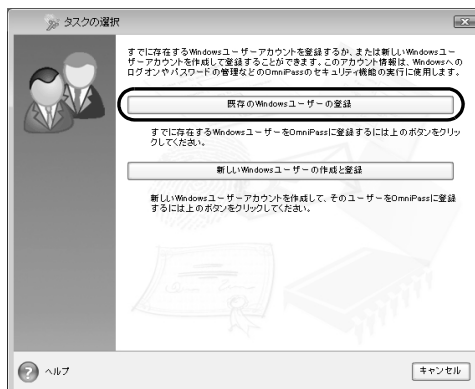 タスクの選択
すでに存在するWindowsユーザーアカウントを登録するか、または新しいWindowsユー
ザーアカウントを作成して登録することができます。このアカウント情報は、Windowsへの
ログオンやパスワードの管理などのOmniPassのセキュリティ機能の実行に使用します。
既存のWindowsユーザーの登録
すでに存在するWindowsユーザーをOmniPassに登録するには上のボタンをクリッ
クしてください。
新しいWindowsユーザーの作成と登録
新しいWindowsユーザーアカウントを作成して、そのユーザーをOmniPassに登録
するには上のボタンをクリックしてください。
ヘルプ
キャンセル